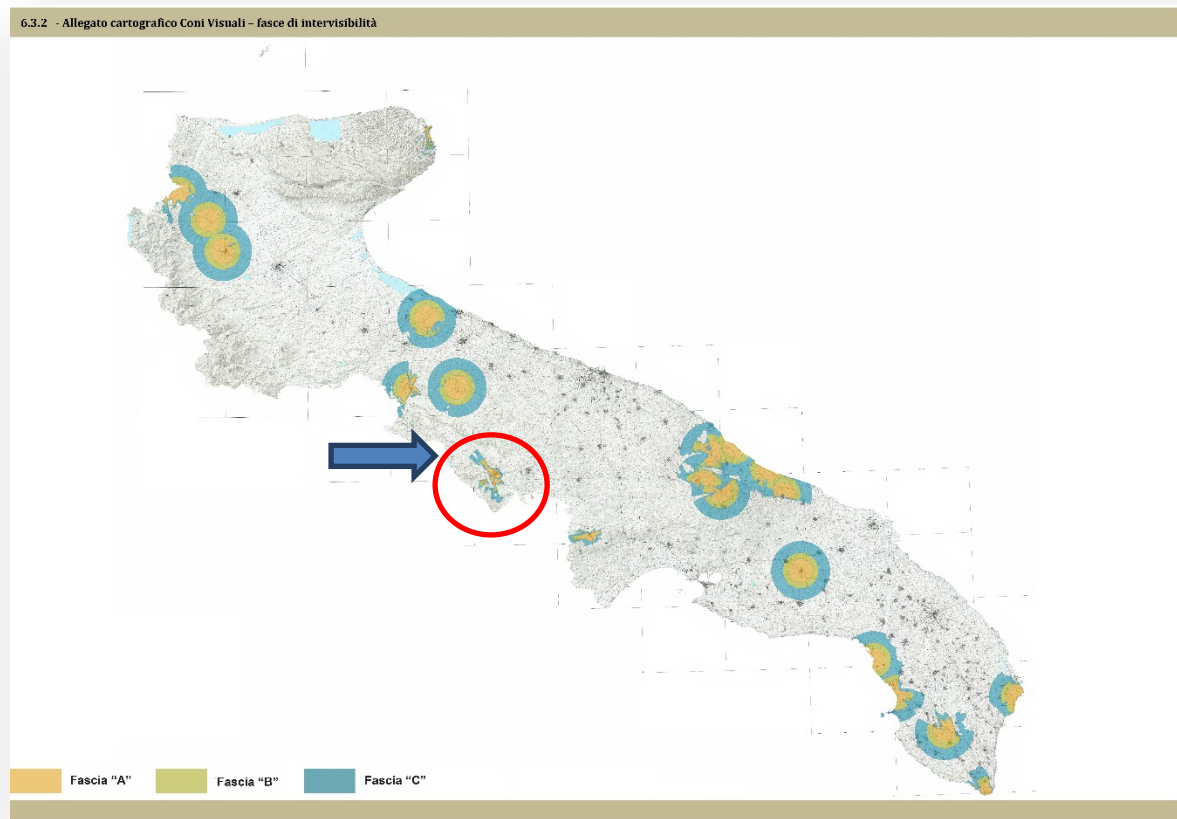 6.3.2 - Allegato cartografico Coni Visuali – fasce di intervisibilità
Fascia "A"
Fascia "B"
Fascia "C"